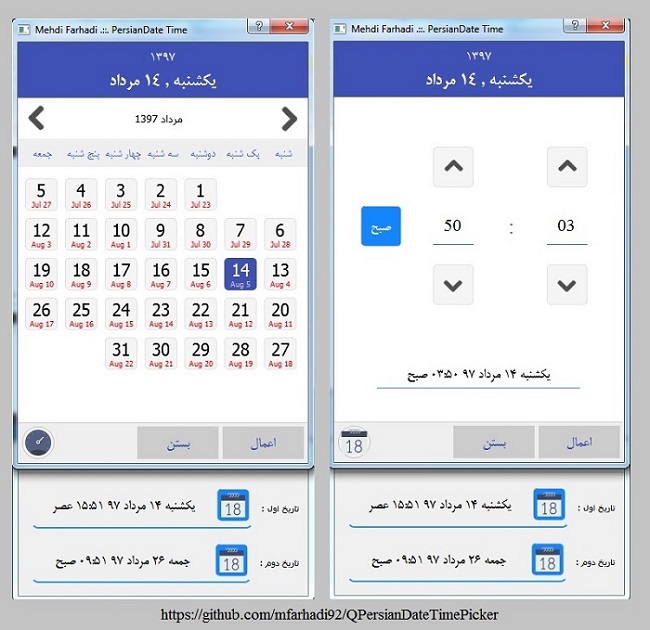 Mehdi Farhadi .::. PersianDate Time
۱۳۹۷
یکشنبه , ۱٤ مرداد
مرداد 1397
شنبه یک شنبه دوشنبه سه شنبه چهار شنبه پنج شنبه جمعه
1 2 3 4 5
Jul 23 Jul 24 Jul 25 Jul 26 Jul 27
6 7 8 9 10 11 12
Jul 28 Jul 29 Jul 30 Jul 31 Aug 1 Aug 2 Aug 3
13 14 15 16 17 18 19
Aug 4 Aug 5 Aug 6 Aug 7 Aug 8 Aug 9 Aug 10
20 21 22 23 24 25 26
Aug 11 Aug 12 Aug 13 Aug 14 Aug 15 Aug 16 Aug 17
27 28 29 30 31
Aug 18 Aug 19 Aug 20 Aug 21 Aug 22
اعمال بستن
تاریخ اول : 18 یکشنبه ۱۴ مرداد ۹۷ ۱۵:۵۱ عصر
تاریخ دوم : 18 جمعه ۲۶ مرداد ۹۷ ۰۹:۵۱ صبح
Mehdi Farhadi .::. PersianDate Time
۱۳۹۷
یکشنبه , ۱٤ مرداد
صبح 50 : 03
یکشنبه ۱۴ مرداد ۹۷ ۰۳:۵۰ صبح
اعمال بستن 18
تاریخ اول : 18 یکشنبه ۱۴ مرداد ۹۷ ۱۵:۵۱ عصر
تاریخ دوم : 18 جمعه ۲۶ مرداد ۹۷ ۰۹:۵۱ صبح
https://github.com/mfarhadi92/QPersianDateTimePicker